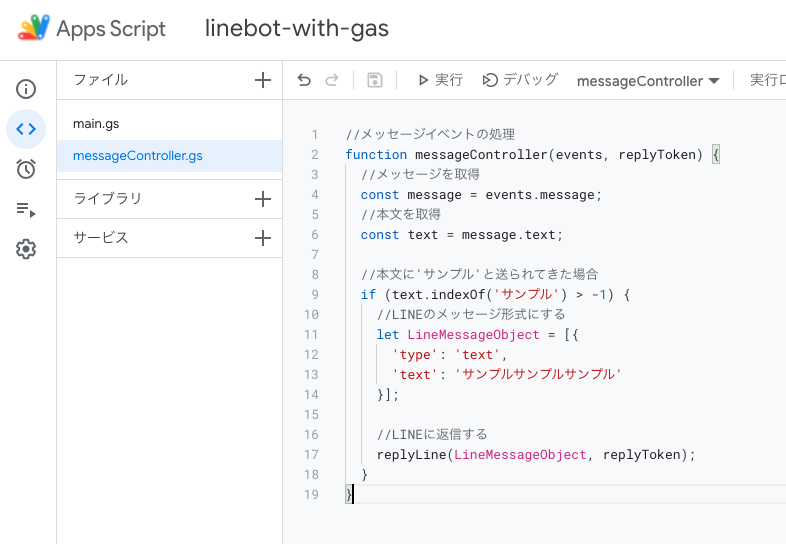 Apps Script linebot-with-gas
ファイル
main.gs
messageController.gs
ライブラリ
サービス
実行 デバッグ messageController 実行ロ
1 //メッセージイベントの処理
2 function messageController(events, replyToken) {
3 //メッセージを取得
4 const message = events.message;
5 //本文を取得
6 const text = message.text;
7
8 //本文に'サンプル'と送られてきた場合
9 if (text.indexOf('サンプル') > -1) {
10 //LINEのメッセージ形式にする
11 let LineMessageObject = [{
12 'type': 'text',
13 'text': 'サンプルサンプルサンプル'
14 }];
15
16 //LINEに返信する
17 replyLine(LineMessageObject, replyToken);
18 }
19 }